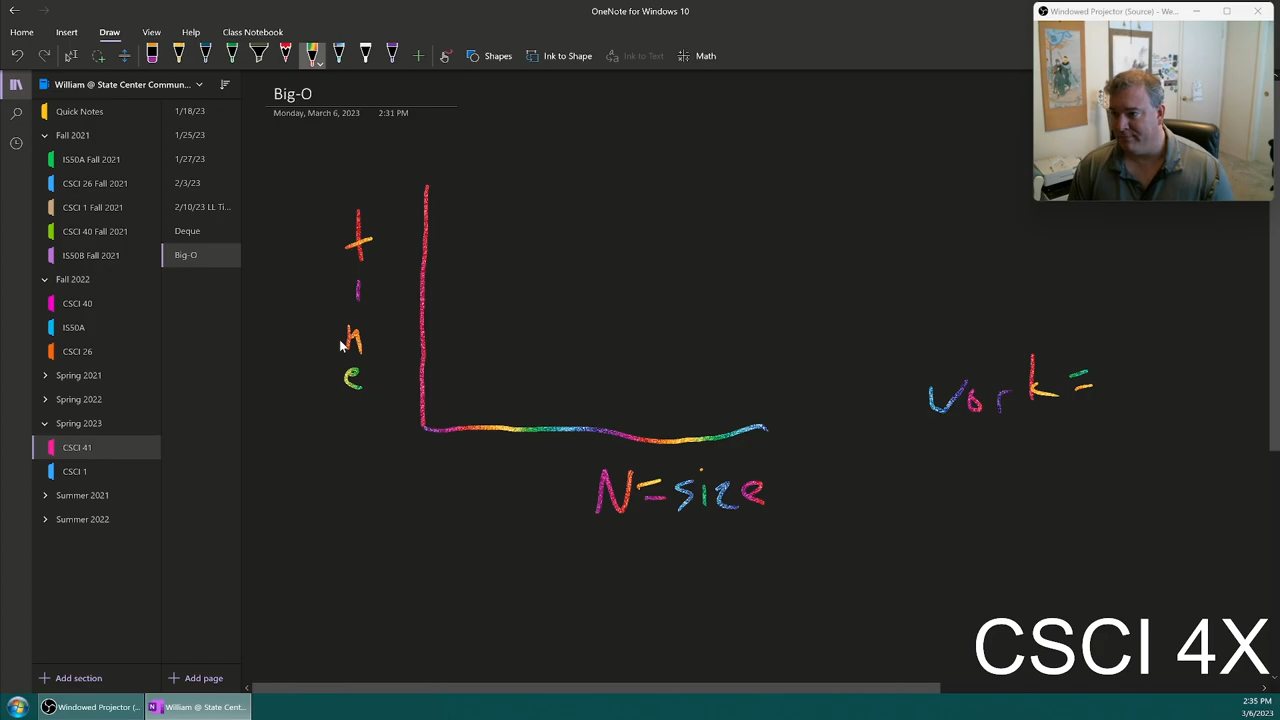 OneNote for Windows 10
Windowed Projector (Source) - We...
Home Insert Draw View Help Class Notebook
Shapes Ink to Shape Ink to Text Math
William @ State Center Commun...
Quick Notes
Fall 2021
IS50A Fall 2021
CSCI 26 Fall 2021
CSCI 1 Fall 2021
CSCI 40 Fall 2021
IS50B Fall 2021
Fall 2022
CSCI 40
IS50A
CSCI 26
Spring 2021
Spring 2022
Spring 2023
CSCI 41
CSCI 1
Summer 2021
Summer 2022
Add section
1/18/23
1/25/23
1/27/23
2/3/23
2/10/23 LL Ti...
Deque
Big-O
Add page
Big-O
Monday, March 6, 2023 2:31 PM
time
work=
N=size
CSCI 4X
Windowed Projector (...
William @ State Cent...
2:35 PM
3/6/2023